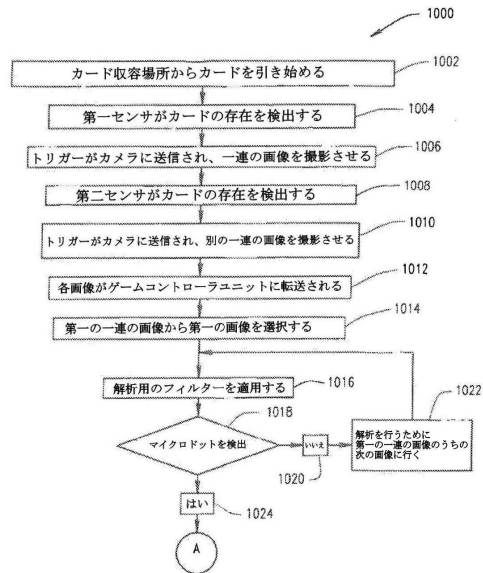 1000
カード収容場所からカードを引き始める
1002
第一センサがカードの存在を検出する
1004
トリガーがカメラに送信され、一連の画像を撮影させる
1006
第二センサがカードの存在を検出する
1008
トリガーがカメラに送信され、別の一連の画像を撮影させる
1010
各画像がゲームコントローラユニットに転送される
1012
第一の一連の画像から第一の画像を選択する
1014
解析用のフィルターを適用する
1016
マイクロドットを検出
1018
いいえ
1020
解析を行うために
第一の一連の画像のうちの
次の画像に行く
1022
はい
1024
A